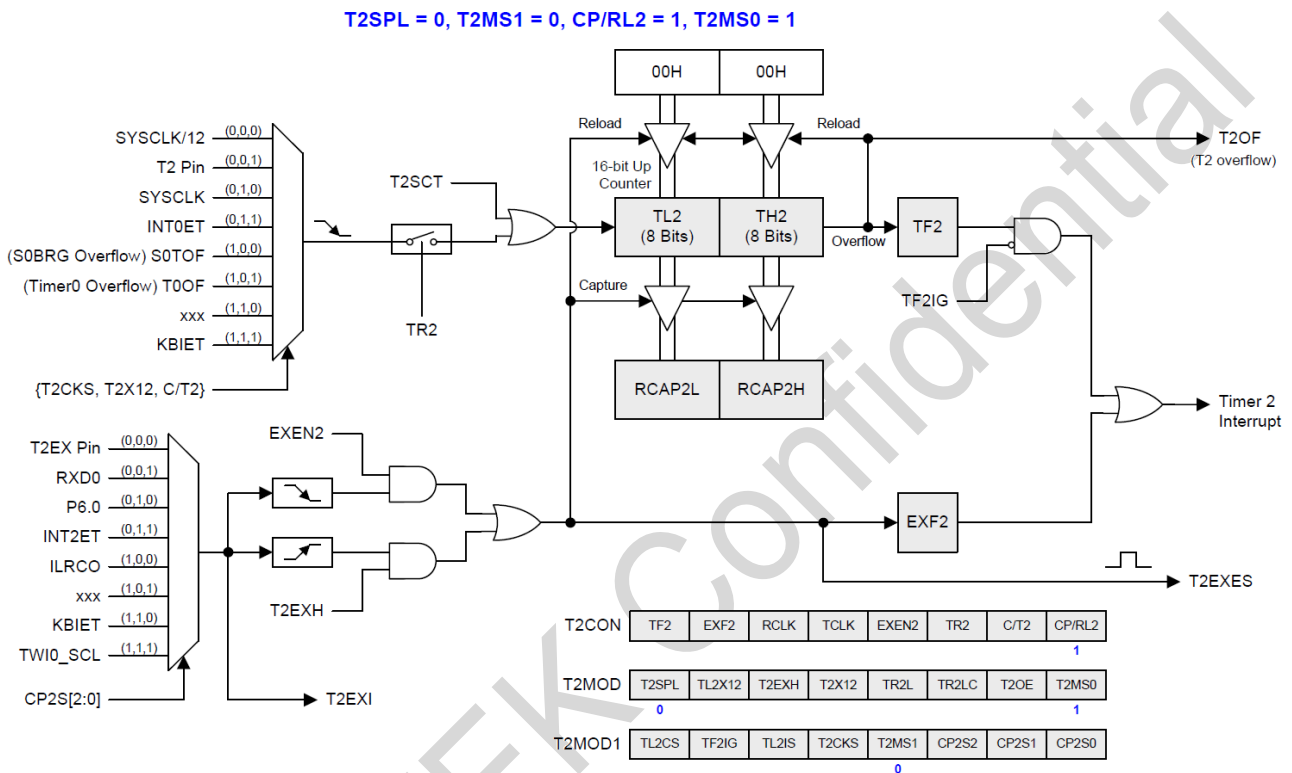 T2SPL = 0, T2MS1 = 0, CP/RL2 = 1, T2MS0 = 1
00H 00H
Reload Reload
T2OF
(T2 overflow)
SYSCLK/12 (0,0,0)
T2 Pin (0,0,1)
SYSCLK (0,1,0)
INT0ET (0,1,1)
(S0BRG Overflow) S0TOF (1,0,0)
(Timer0 Overflow) T0OF (1,0,1)
xxx (1,1,0)
KBIET (1,1,1)
{T2CKS, T2X12, C/T2}
TR2
T2SCT
16-bit Up
Counter
TL2
(8 Bits)
TH2
(8 Bits)
Overflow
TF2
TF2IG
Capture
RCAP2L RCAP2H
Timer 2
Interrupt
T2EX Pin (0,0,0)
RXD0 (0,0,1)
P6.0 (0,1,0)
INT2ET (0,1,1)
ILRCO (1,0,0)
xxx (1,0,1)
KBIET (1,1,0)
TWI0_SCL (1,1,1)
CP2S[2:0]
T2EXI
EXEN2
T2EXH
EXF2
T2EXES
T2CON TF2 EXF2 RCLK TCLK EXEN2 TR2 C/T2 CP/RL2
1
T2MOD T2SPL TL2X12 T2EXH T2X12 TR2L TR2LC T2OE T2MS0
0 1
T2MOD1 TL2CS TF2IG TL2IS T2CKS T2MS1 CP2S2 CP2S1 CP2S0
0
Confidential